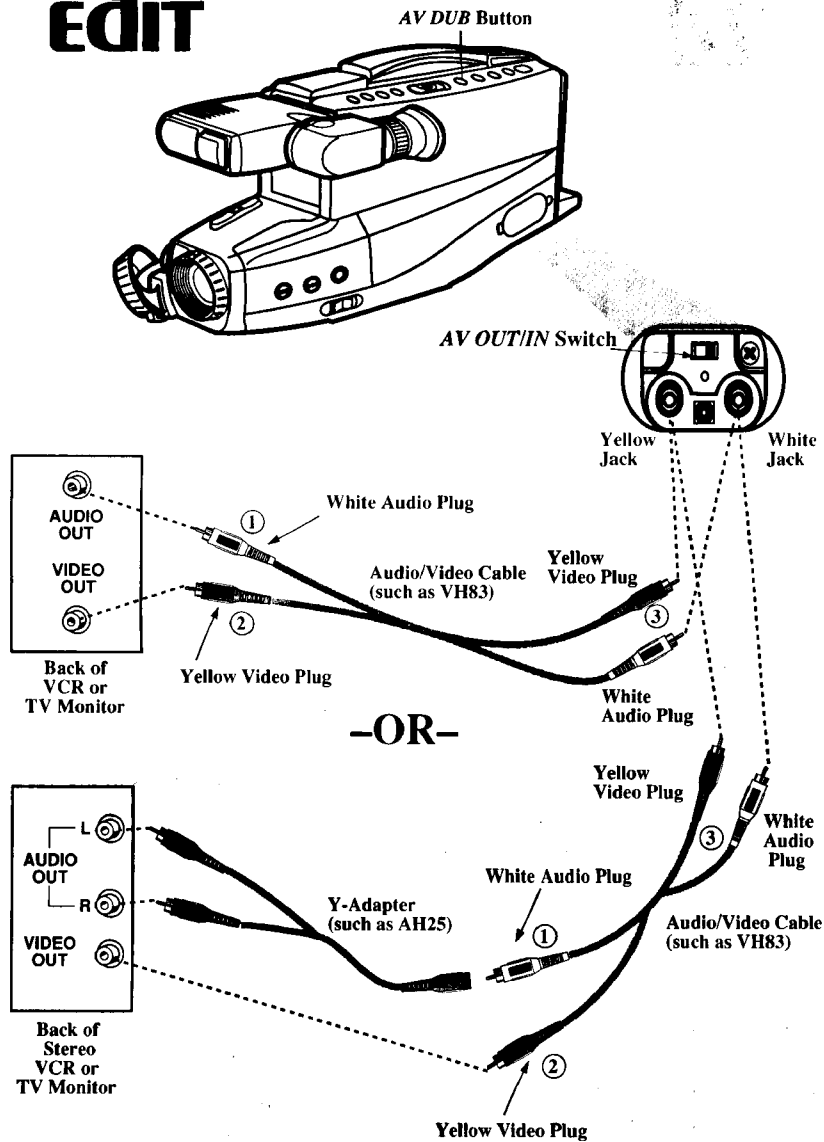 EdIT
AV DUB Button
AV OUT/IN Switch
Yellow
Jack
White
Jack
AUDIO
OUT
VIDEO
OUT
Back of
VCR or
TV Monitor
1
White Audio Plug
2
Yellow Video Plug
Audio/Video Cable
(such as VH83)
Yellow
Video Plug
3
White
Audio Plug
–OR–
L
AUDIO
OUT
R
VIDEO
OUT
Back of
Stereo
VCR or
TV Monitor
Y-Adapter
(such as AH25)
White Audio Plug
1
2
Yellow Video Plug
Yellow
Video Plug
3
White
Audio
Plug
Audio/Video Cable
(such as VH83)